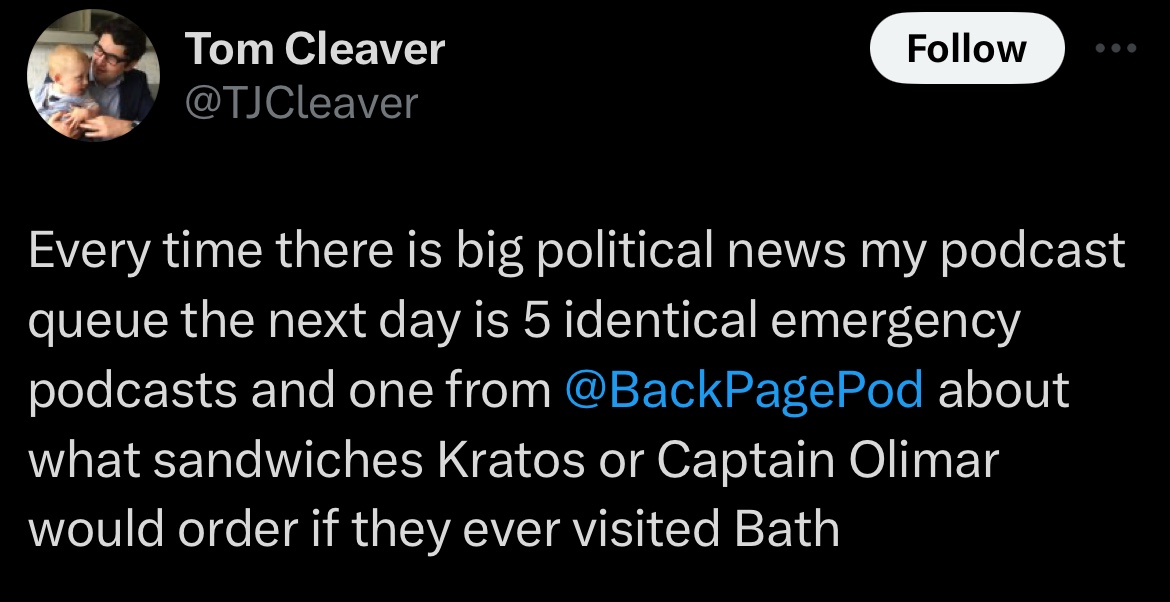 Tom Cleaver
Follow
@TJCleaver
Every time there is big political news my podcast
queue the next day is 5 identical emergency
podcasts and one from @BackPagePod about
what sandwiches Kratos or Captain Olimar
would order if they ever visited Bath